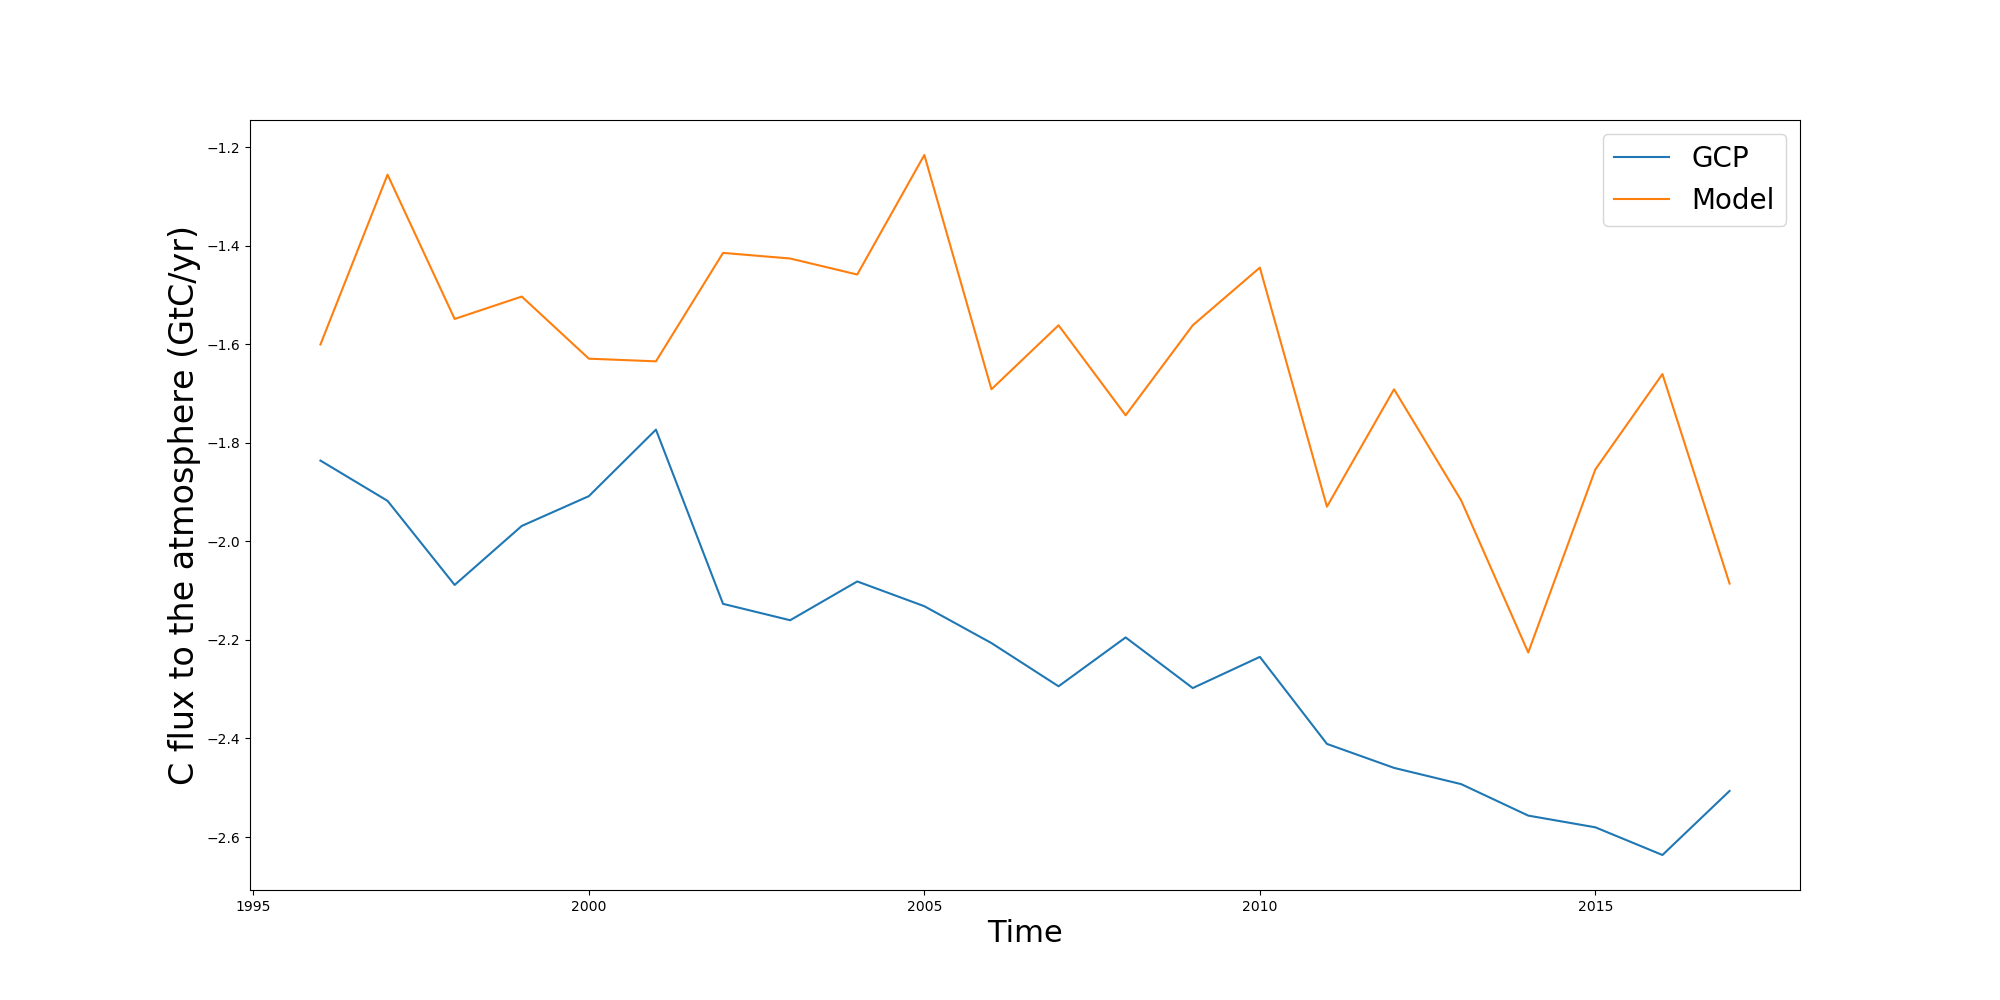 GCP
Model
C flux to the atmosphere (GtC/yr)
−1.2
−1.4
−1.6
−1.8
−2.0
−2.2
−2.4
−2.6
1995 2000 2005 2010 2015
Time